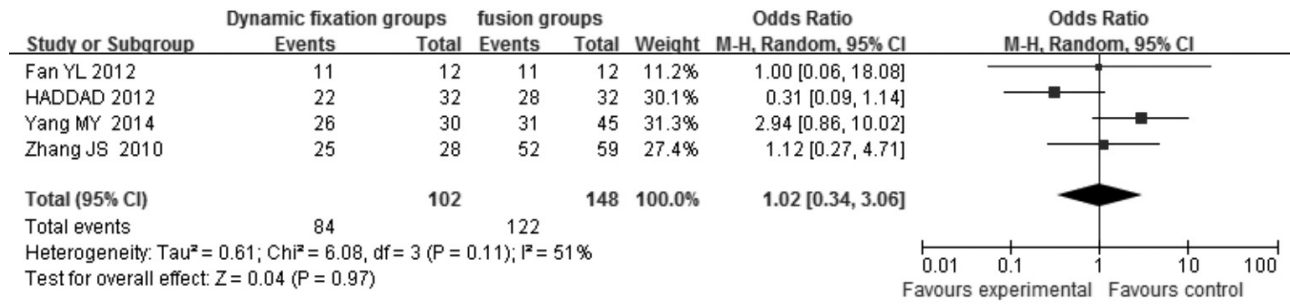 Dynamic fixation groups fusion groups Odds Ratio Odds Ratio
Study or Subgroup Events Total Events Total Weight M-H, Random, 95% CI M-H, Random, 95% CI
Fan YL 2012 11 12 11 12 11.2% 1.00 [0.06, 18.08]
HADDAD 2012 22 32 28 32 30.1% 0.31 [0.09, 1.14]
Yang MY 2014 26 30 31 45 31.3% 2.94 [0.86, 10.02]
Zhang JS 2010 25 28 52 59 27.4% 1.12 [0.27, 4.71]
Total (95% CI) 102 148 100.0% 1.02 [0.34, 3.06]
Total events 84 122
Heterogeneity: Tau² = 0.61; Chi² = 6.08, df = 3 (P = 0.11); I² = 51%
Test for overall effect: Z = 0.04 (P = 0.97)
0.01 0.1 1 10 100
Favours experimental Favours control